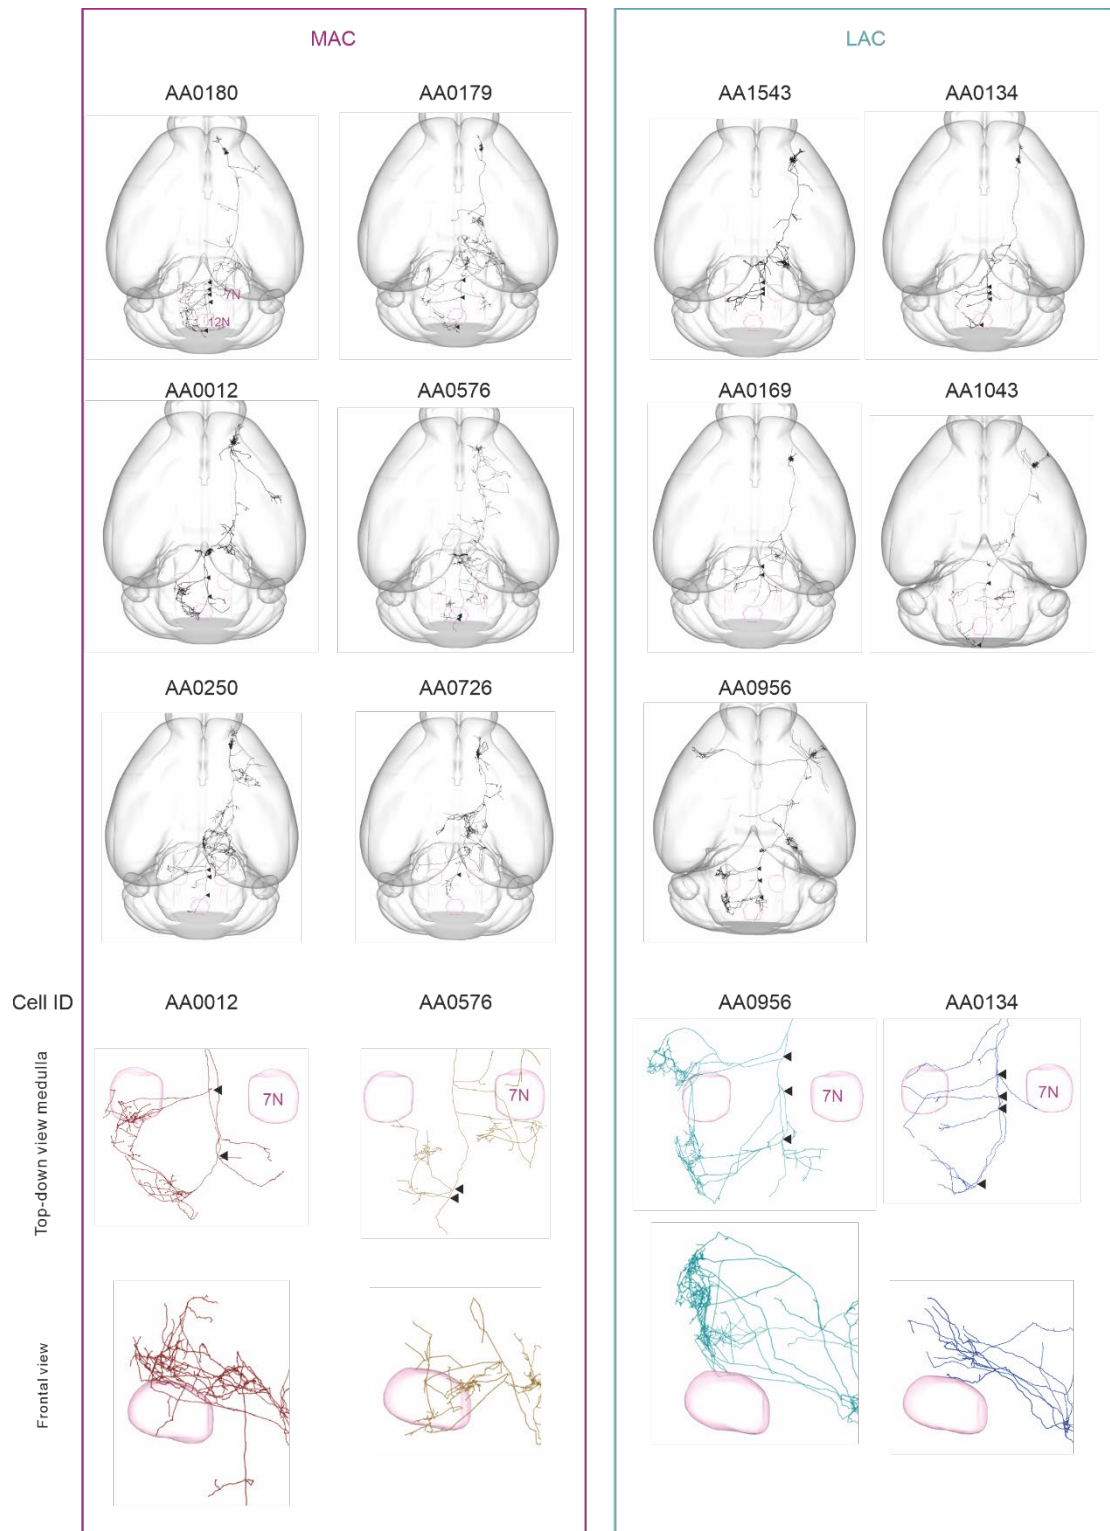 MAC
LAC
AA0180
AA0179
AA1543
AA0134
7N
12N
AA0012
AA0576
AA0169
AA1043
AA0250
AA0726
AA0956
Cell ID
AA0012
AA0576
AA0956
AA0134
Top-down view medulla
7N
7N
7N
7N
Frontal view